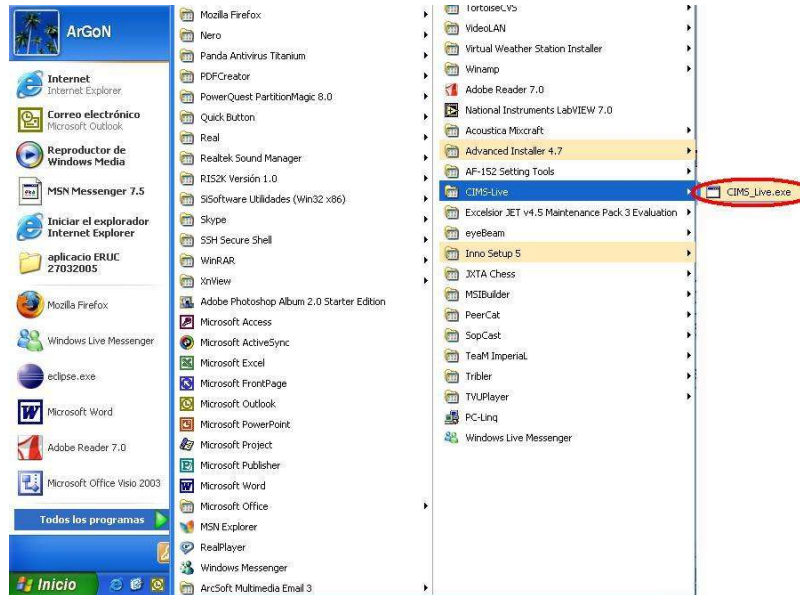 ArGoN
Internet
Internet Explorer
Correo electrónico
Microsoft Outlook
Reproductor de
Windows Media
MSN Messenger 7.5
Iniciar el explorador
Internet Explorer
aplicacio ERUC
27032005
Mozilla Firefox
Windows Live Messenger
eclipse.exe
Microsoft Word
Adobe Reader 7.0
Microsoft Office Visio 2003
Todos los programas
Inicio
Mozilla Firefox
Nero
Panda Antivirus Titanium
PDFCreator
PowerQuest PartitionMagic 8.0
Quick Button
Real
Realtek Sound Manager
RIS2K Versión 1.0
SiSoftware Utilidades (Win32 x86)
Skype
SSH Secure Shell
WinRAR
XnView
Adobe Photoshop Album 2.0 Starter Edition
Microsoft Access
Microsoft ActiveSync
Microsoft Excel
Microsoft FrontPage
Microsoft Outlook
Microsoft PowerPoint
Microsoft Project
Microsoft Publisher
Microsoft Word
Microsoft Office
MSN Explorer
RealPlayer
Windows Messenger
ArcSoft Multimedia Email 3
TortoiseCVS
VideoLAN
Virtual Weather Station Installer
Winamp
Adobe Reader 7.0
National Instruments LabVIEW 7.0
Acoustica Mixcraft
Advanced Installer 4.7
AF-152 Setting Tools
CIMS-Live
Excelsior JET v4.5 Maintenance Pack 3 Evaluation
eyeBeam
Inno Setup 5
JXTA Chess
MSIBuilder
PeerCat
SopCast
TeaM ImperiaL
Tribler
TVUPlayer
PC-Linq
Windows Live Messenger
CIMS_Live.exe